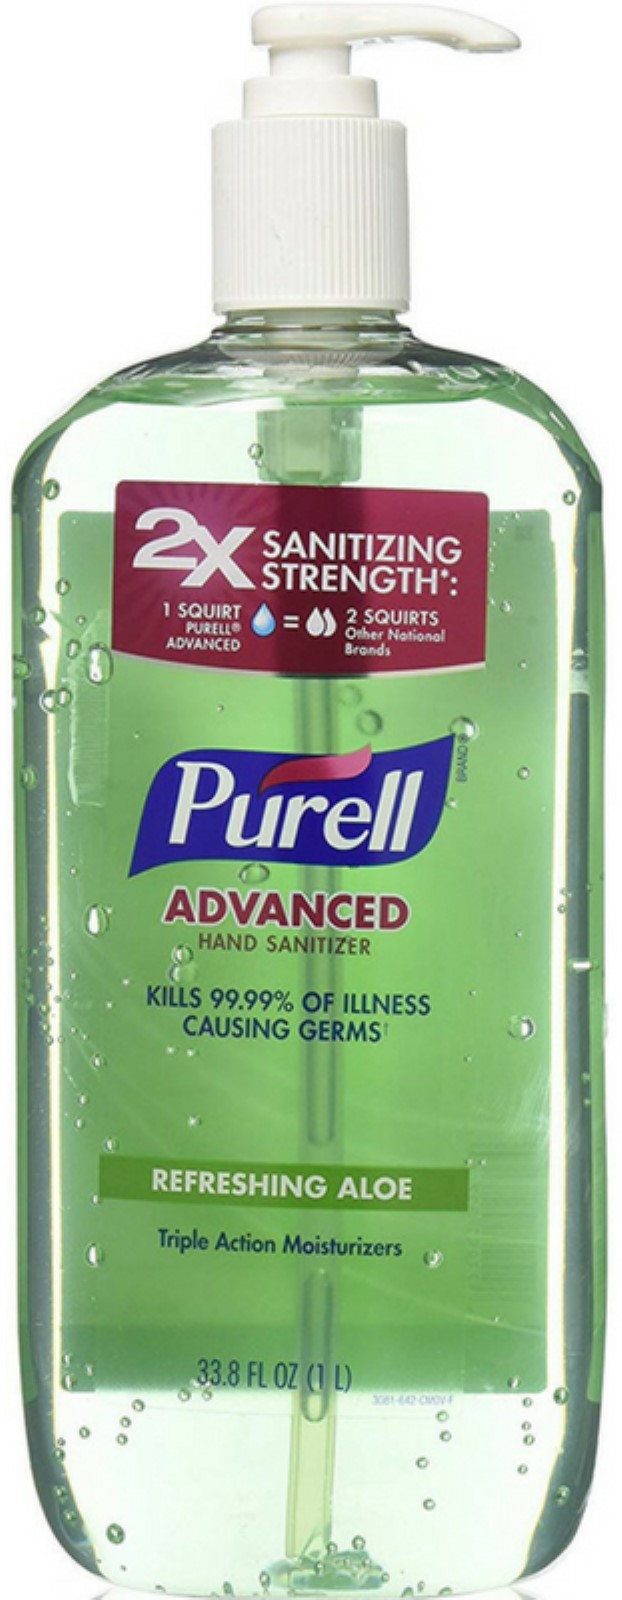 2X SANITIZING
STRENGTH*:
1 SQUIRT
PURELL®
ADVANCED
=
2 SQUIRTS
Other National
Brands
Purell
BRAND
ADVANCED
HAND SANITIZER
KILLS 99.99% OF ILLNESS
CAUSING GERMS†
REFRESHING ALOE
Triple Action Moisturizers
33.8 FL OZ (1 L)